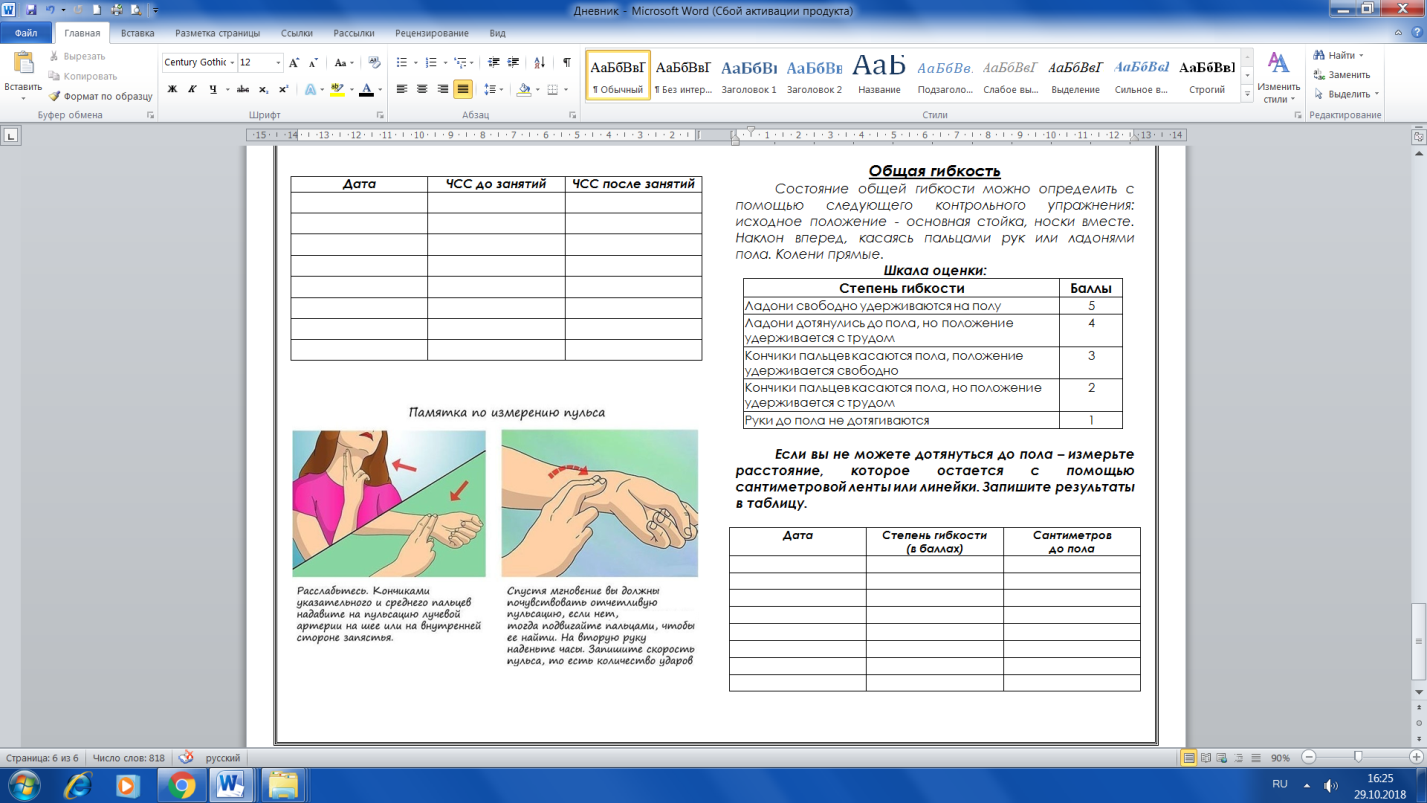 Дневник - Microsoft Word (Сбой активации продукта)
Файл Главная Вставка Разметка страницы Ссылки Рассылки Рецензирование Вид
Вставить
Вырезать
Копировать
Формат по образцу
Буфер обмена
Century Gothic 12
Шрифт
Абзац
АаБбВвГ АаБбВвГ АаБбВ АаБбВв АаБ АаБбВв. АаБбВвГ АаБбВвГ АаБбВвГ АаБбВвГ
¶ Обычный ¶ Без интер... Заголовок 1 Заголовок 2 Название Подзаголо... Слабое вы... Выделение Сильное в... Строгий
Стили
Изменить стили
Найти
Заменить
Выделить
Редактирование
Дата ЧСС до занятий ЧСС после занятий
Памятка по измерению пульса
Расслабьтесь. Кончиками
указательного и среднего пальцев
надавите на пульсацию лучевой
артерии на шее или на внутренней
стороне запястья.
Спустя мгновение вы должны
почувствовать отчетливую
пульсацию, если нет,
тогда подвигайте пальцами, чтобы
ее найти. На вторую руку
наденьте часы. Запишите скорость
пульса, то есть количество ударов
Общая гибкость
Состояние общей гибкости можно определить с
помощью следующего контрольного упражнения:
исходное положение - основная стойка, носки вместе.
Наклон вперед, касаясь пальцами рук или ладонями
пола. Колени прямые.
Шкала оценки:
Степень гибкости Баллы
Ладони свободно удерживаются на полу 5
Ладони дотянулись до пола, но положение 4
удерживается с трудом
Кончики пальцев касаются пола, положение 3
удерживается свободно
Кончики пальцев касаются пола, но положение 2
удерживается с трудом
Руки до пола не дотягиваются 1
Если вы не можете дотянуться до пола – измерьте
расстояние, которое остается с помощью
сантиметровой ленты или линейки. Запишите результаты
в таблицу.
Дата Степень гибкости Сантиметров
(в баллах) до пола
Страница: 6 из 6 Число слов: 818 русский 90%
RU 16:25
29.10.2018